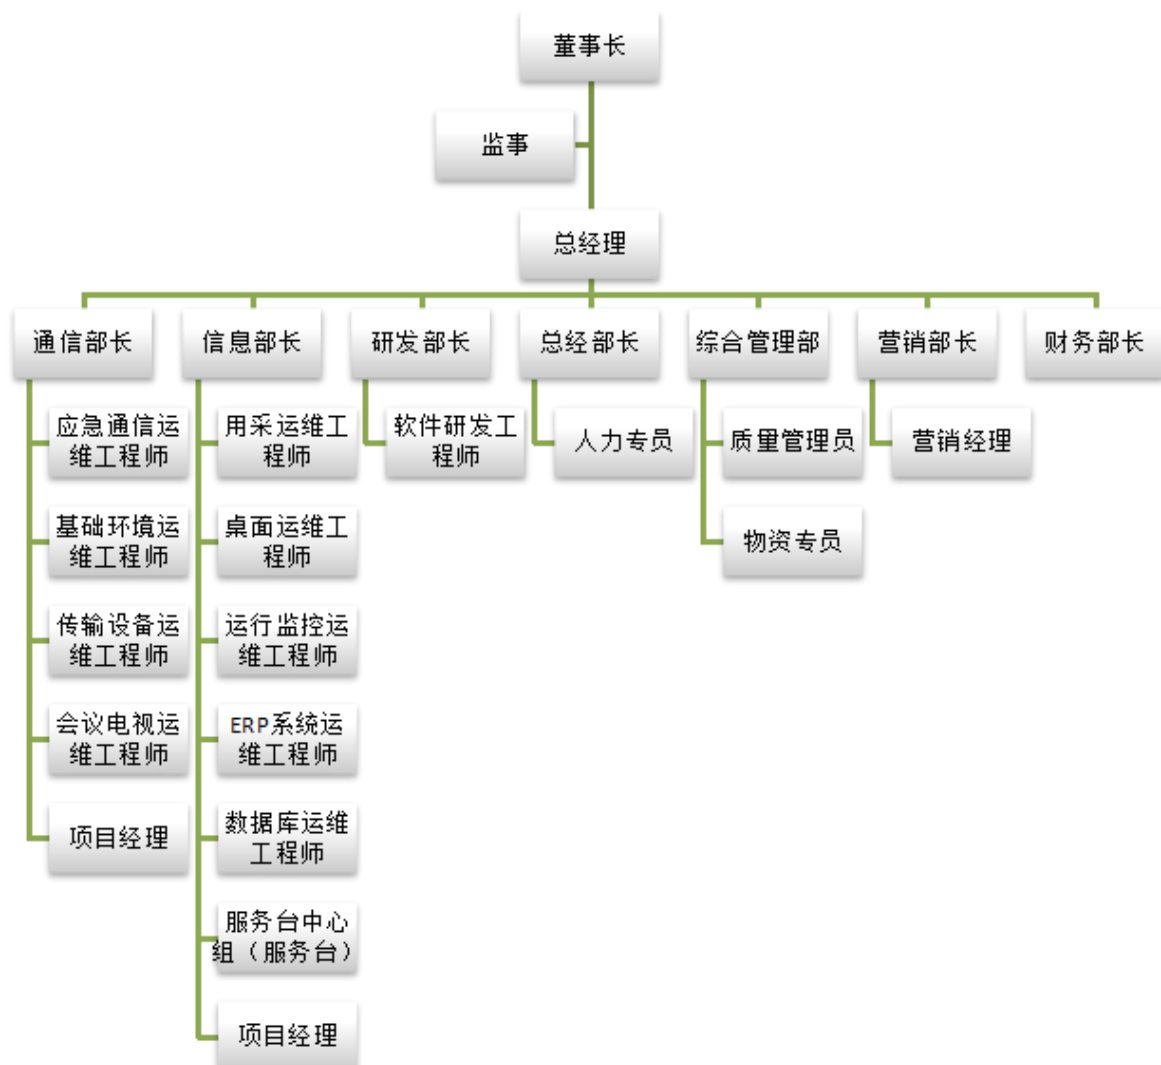 董事长
监事
总经理
通信部长
信息部长
研发部长
总经部长
综合管理部
营销部长
财务部长
应急通信运
维工程师
用采运维工
程师
软件研发工
程师
人力专员
质量管理员
营销经理
基础环境运
维工程师
桌面运维工
程师
物资专员
传输设备运
维工程师
运行监控运
维工程师
会议电视运
维工程师
ERP系统运
维工程师
项目经理
数据库运维
工程师
服务台中心
组（服务台）
项目经理